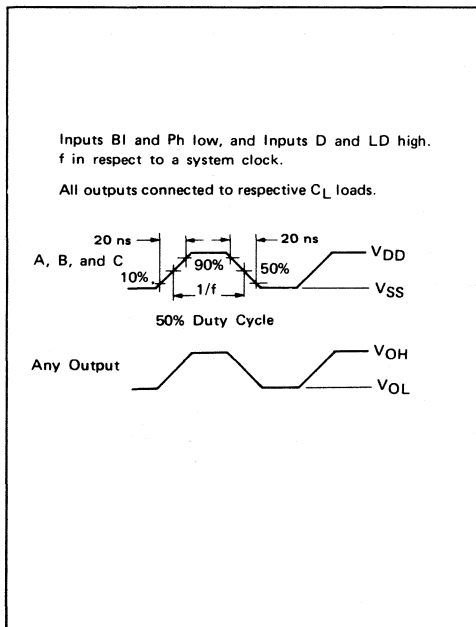 Inputs BI and Ph low, and Inputs D and LD high.
f in respect to a system clock.
All outputs connected to respective CL loads.
20 ns
20 ns
A, B, and C
10%
90%
50%
VDD
VSS
1/f
50% Duty Cycle
Any Output
VOH
VOL